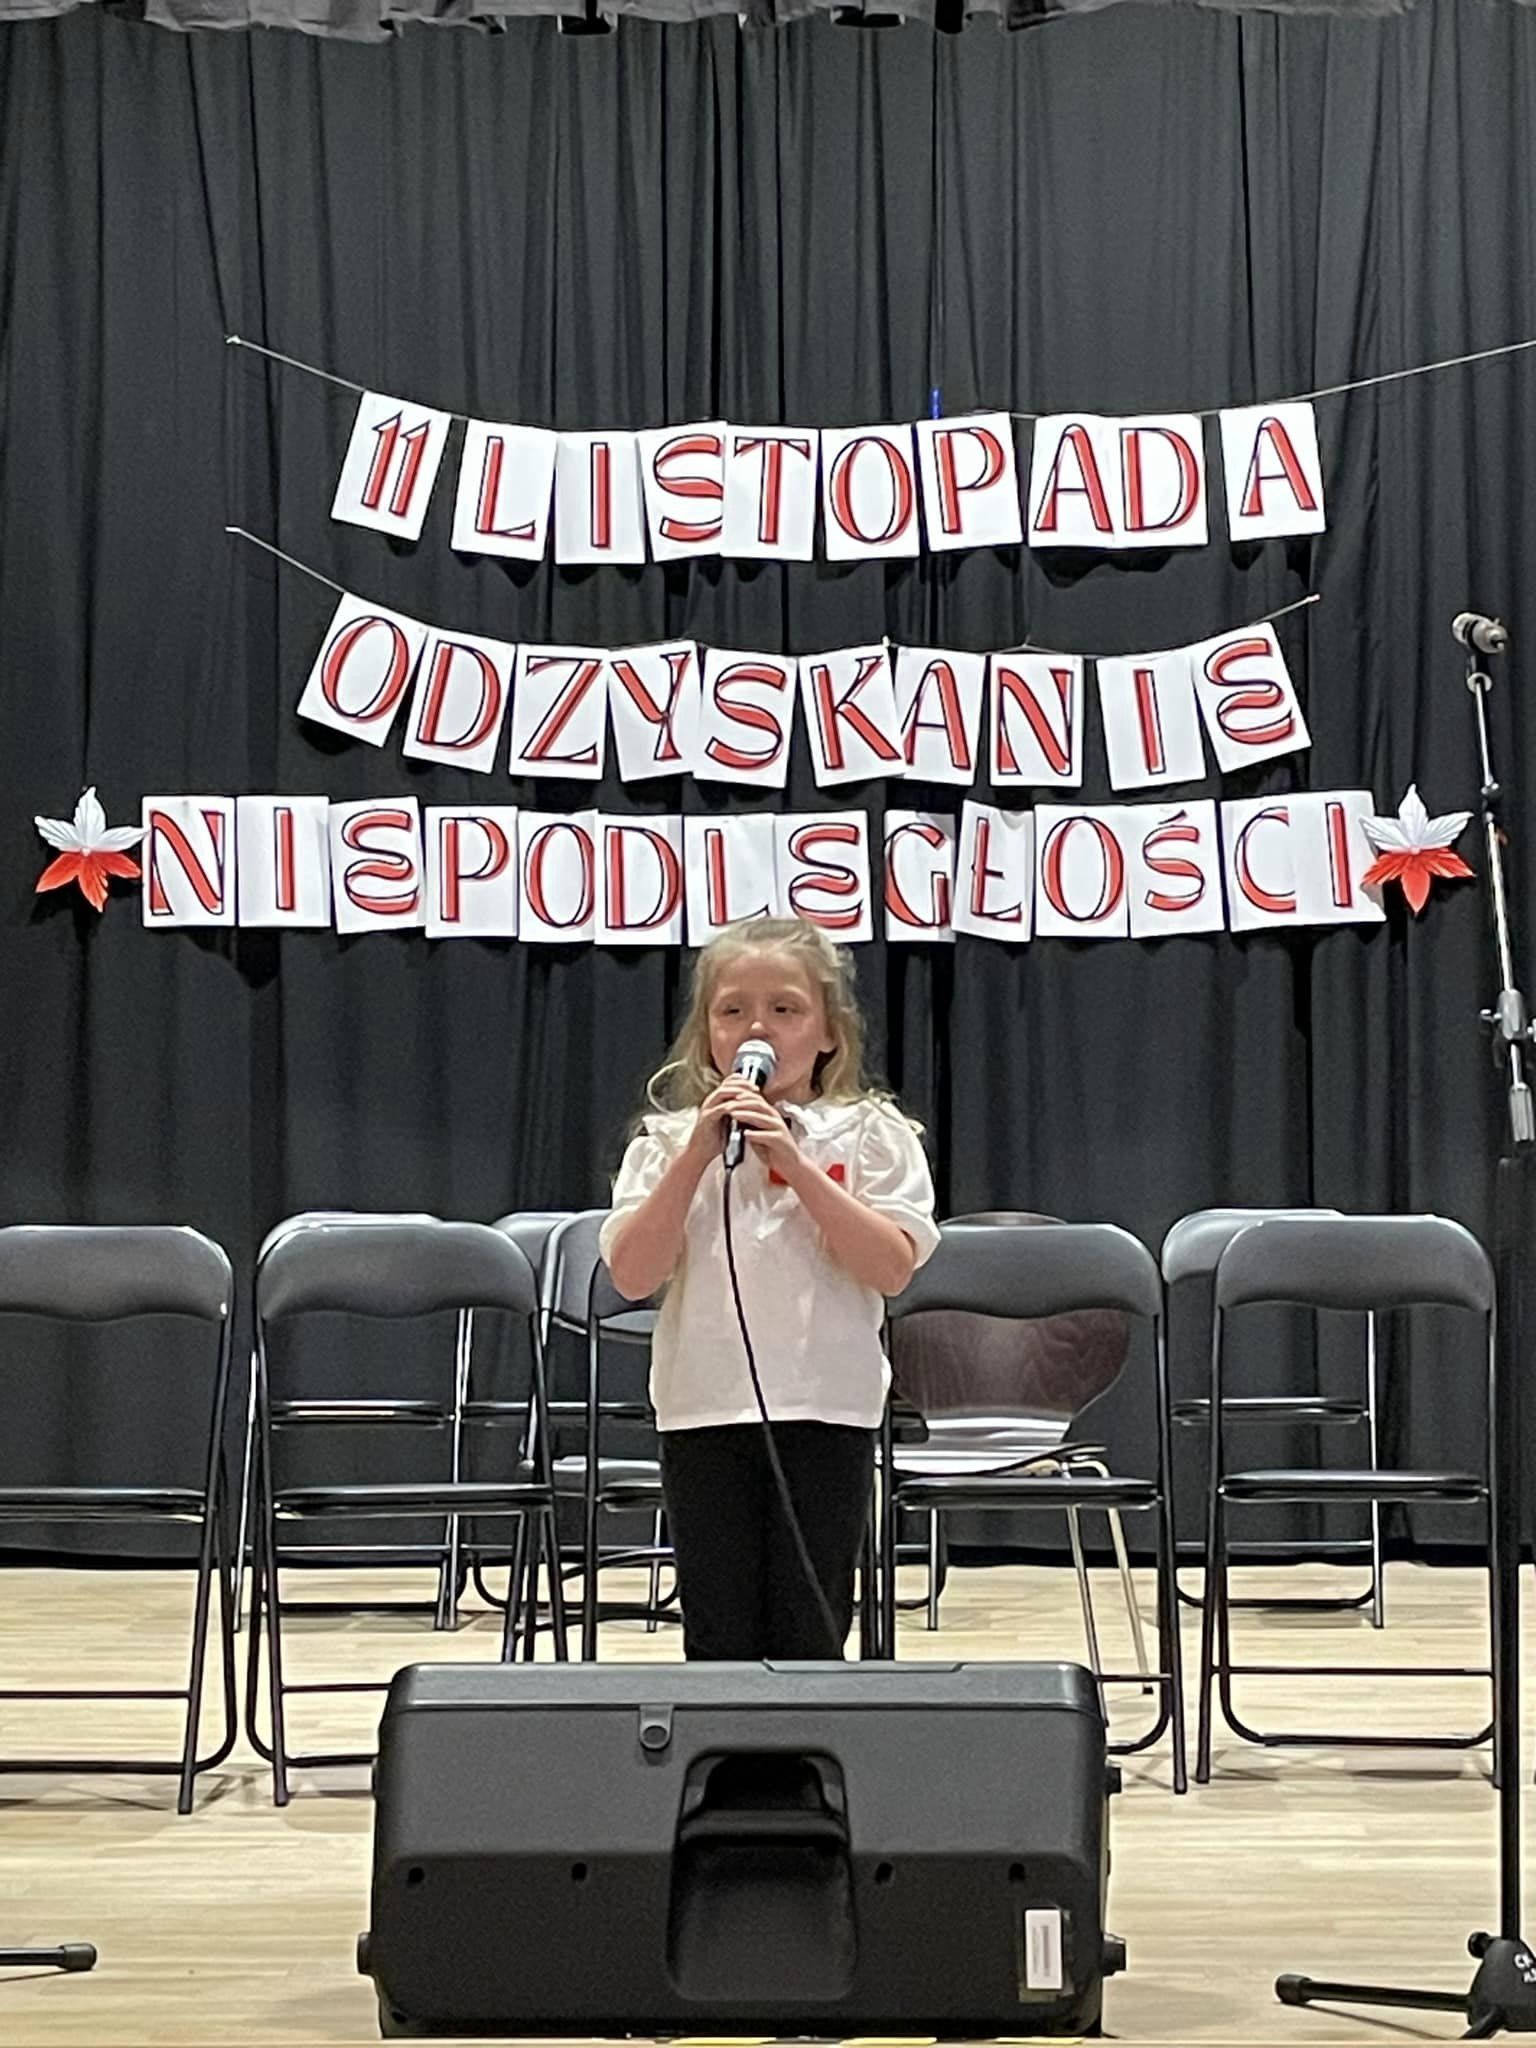 11 LISTOPADA
ODZYSKANIE
NIEPODLEGŁOŚCI